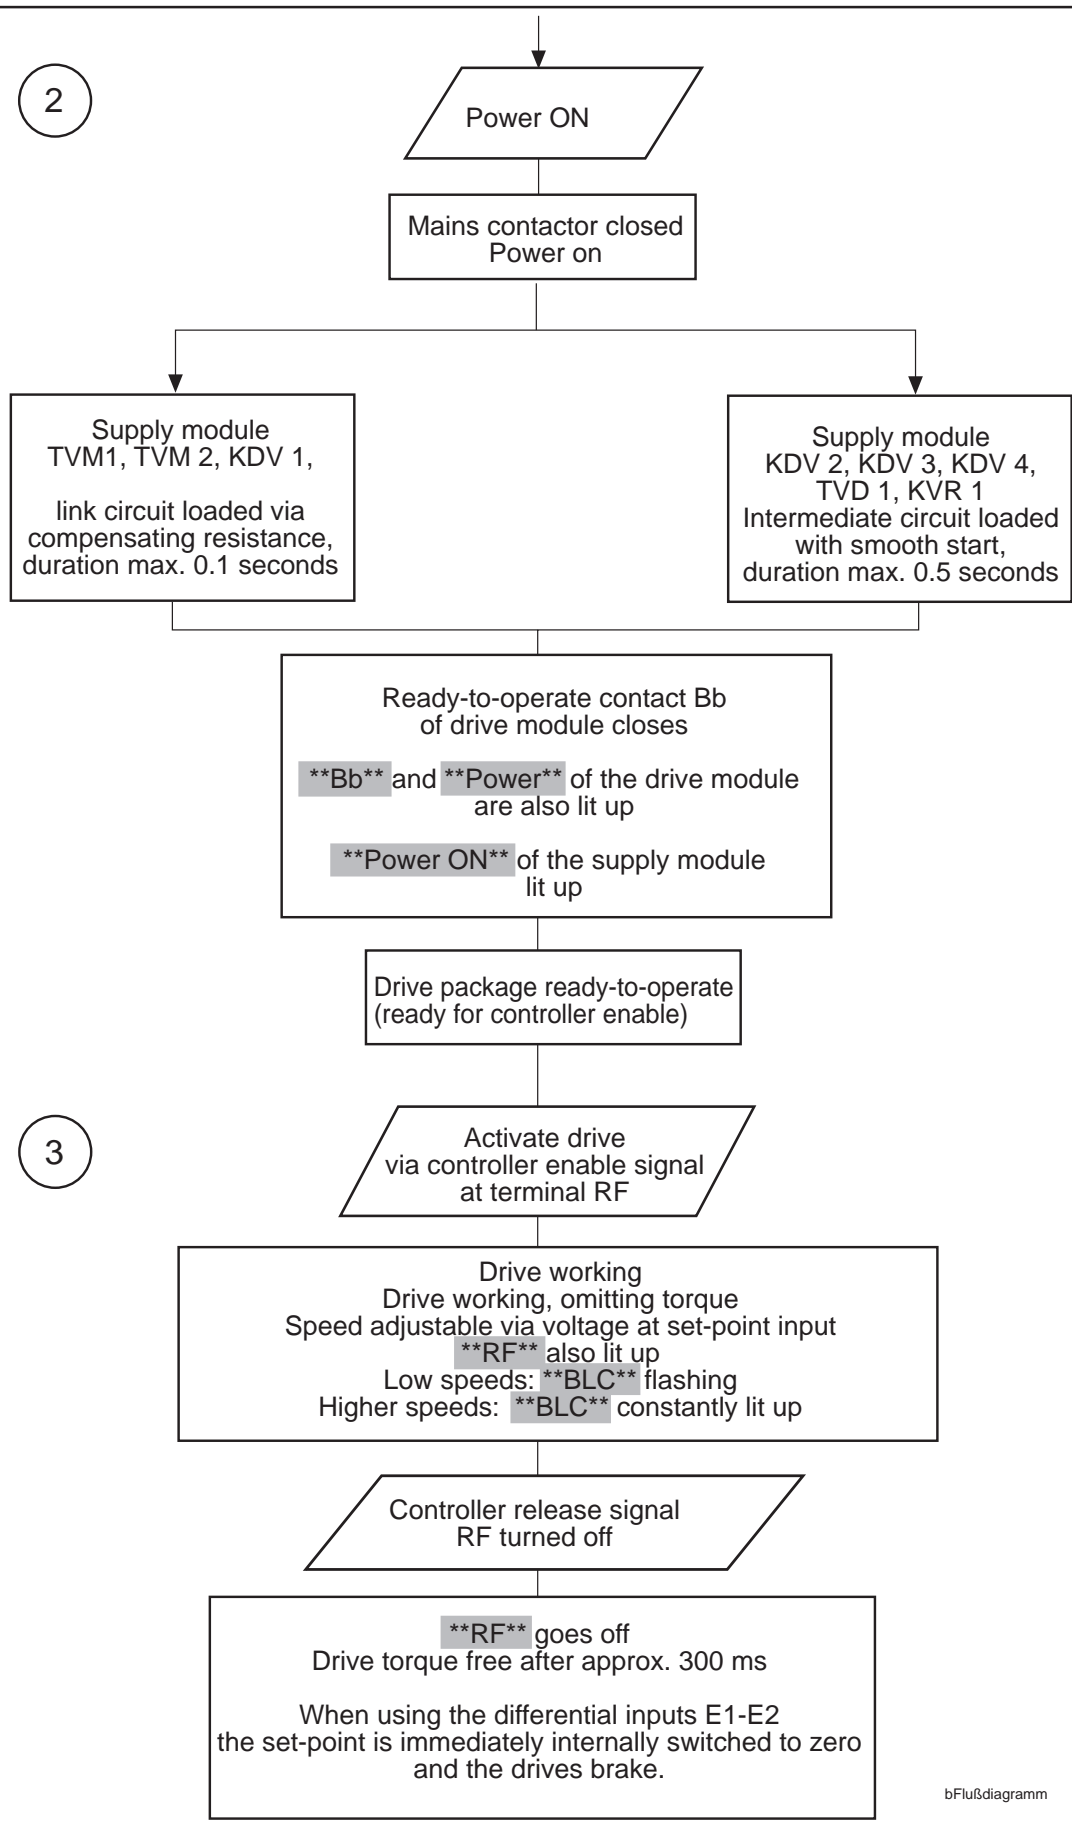 2
Power ON
Mains contactor closed
Power on
Supply module
TVM1, TVM 2, KDV 1,
link circuit loaded via
compensating resistance,
duration max. 0.1 seconds
Supply module
KDV 2, KDV 3, KDV 4,
TVD 1, KVR 1
Intermediate circuit loaded
with smooth start,
duration max. 0.5 seconds
Ready-to-operate contact Bb
of drive module closes
**Bb** and **Power** of the drive module
are also lit up
**Power ON** of the supply module
lit up
Drive package ready-to-operate
(ready for controller enable)
3
Activate drive
via controller enable signal
at terminal RF
Drive working
Drive working, omitting torque
Speed adjustable via voltage at set-point input
**RF** also lit up
Low speeds: **BLC** flashing
Higher speeds: **BLC** constantly lit up
Controller release signal
RF turned off
**RF** goes off
Drive torque free after approx. 300 ms
When using the differential inputs E1-E2
the set-point is immediately internally switched to zero
and the drives brake.
bFlußdiagramm